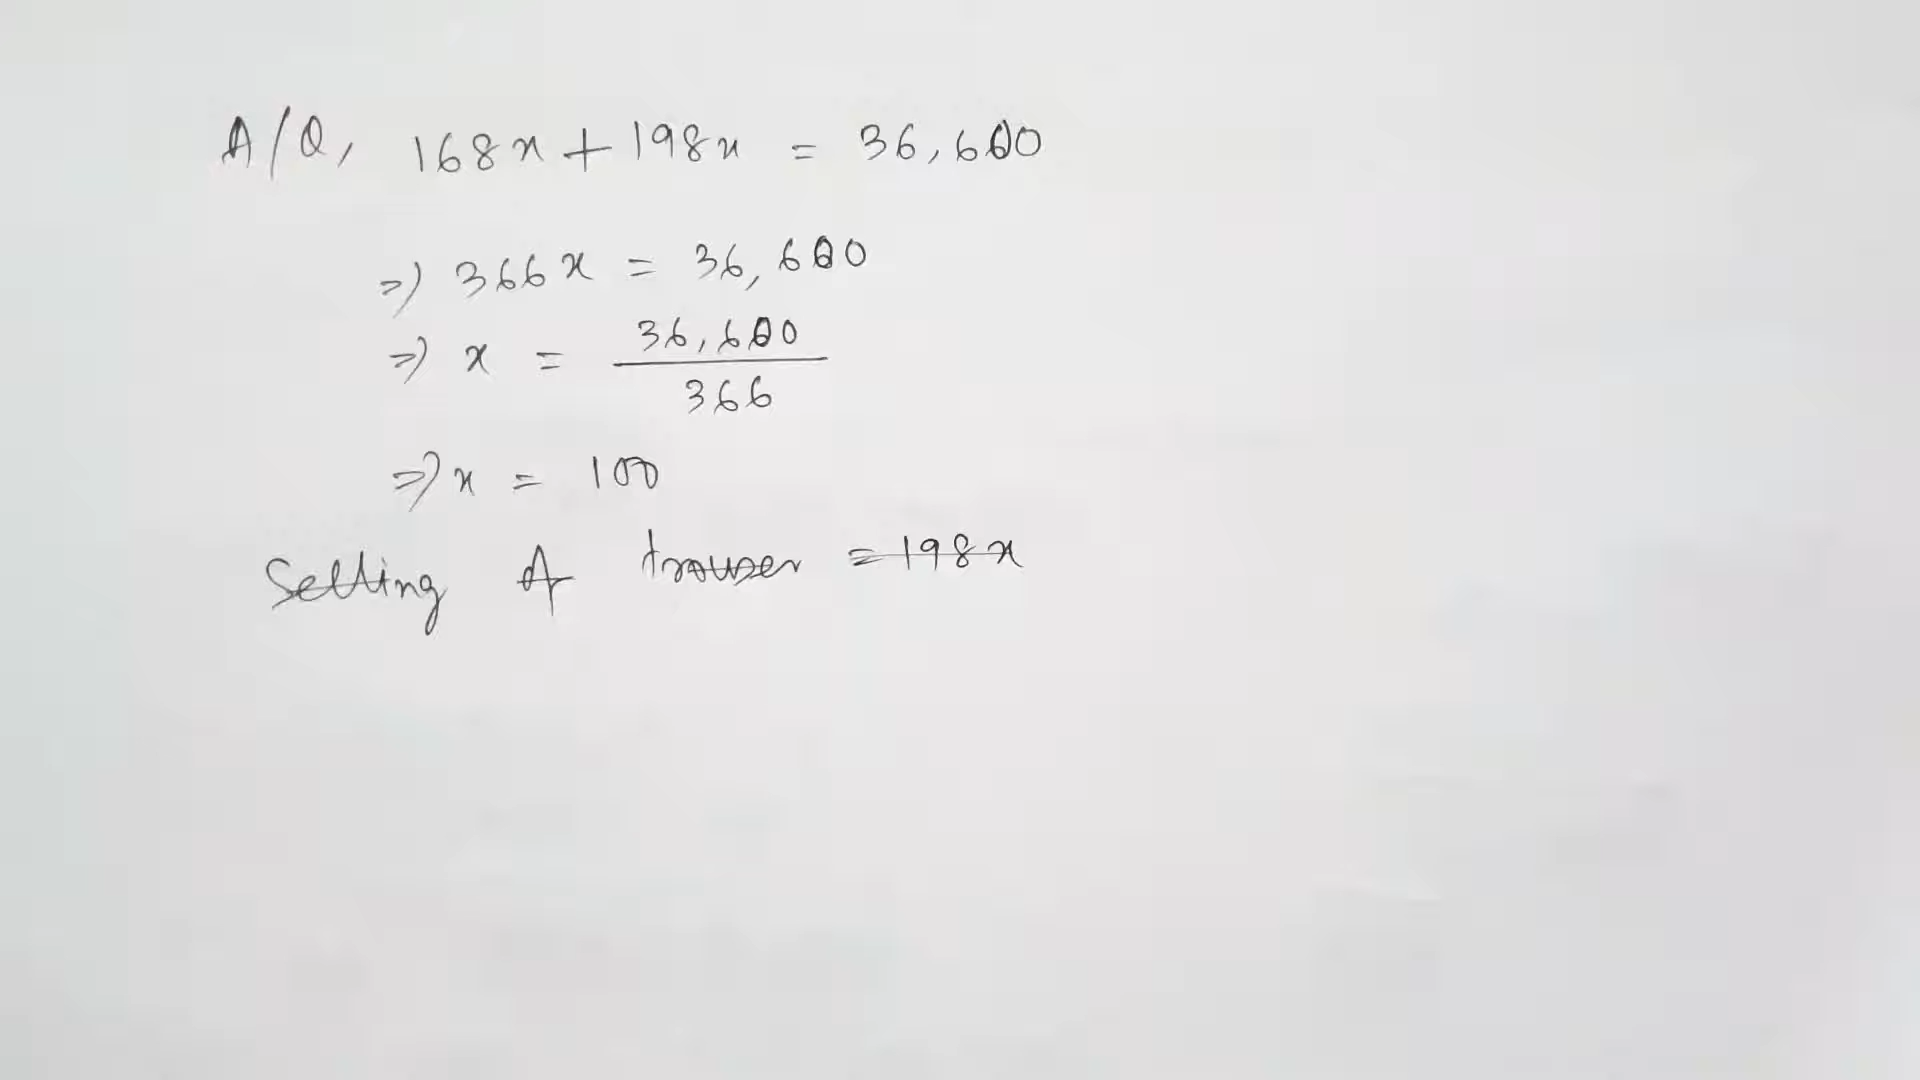 A/Q, 168x + 198x = 36,600
=> 366x = 36,600
=> x = 36,600 / 366
=> x = 100
Selling A trouser = 198x